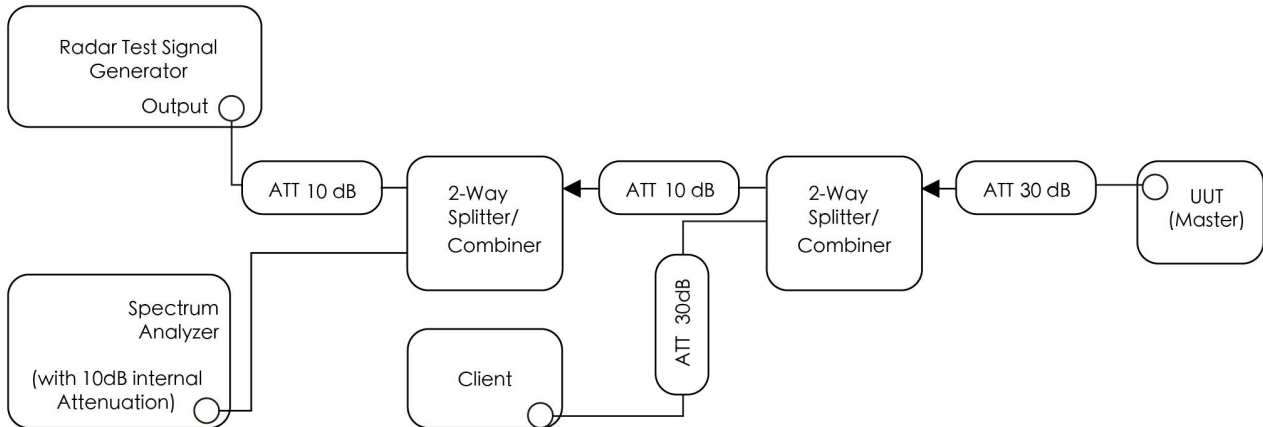 Radar Test Signal
Generator
Output
ATT 10 dB
2-Way
Splitter/
Combiner
ATT 10 dB
2-Way
Splitter/
Combiner
ATT 30 dB
UUT
(Master)
Spectrum
Analyzer
(with 10dB internal
Attenuation)
Client
ATT 30dB